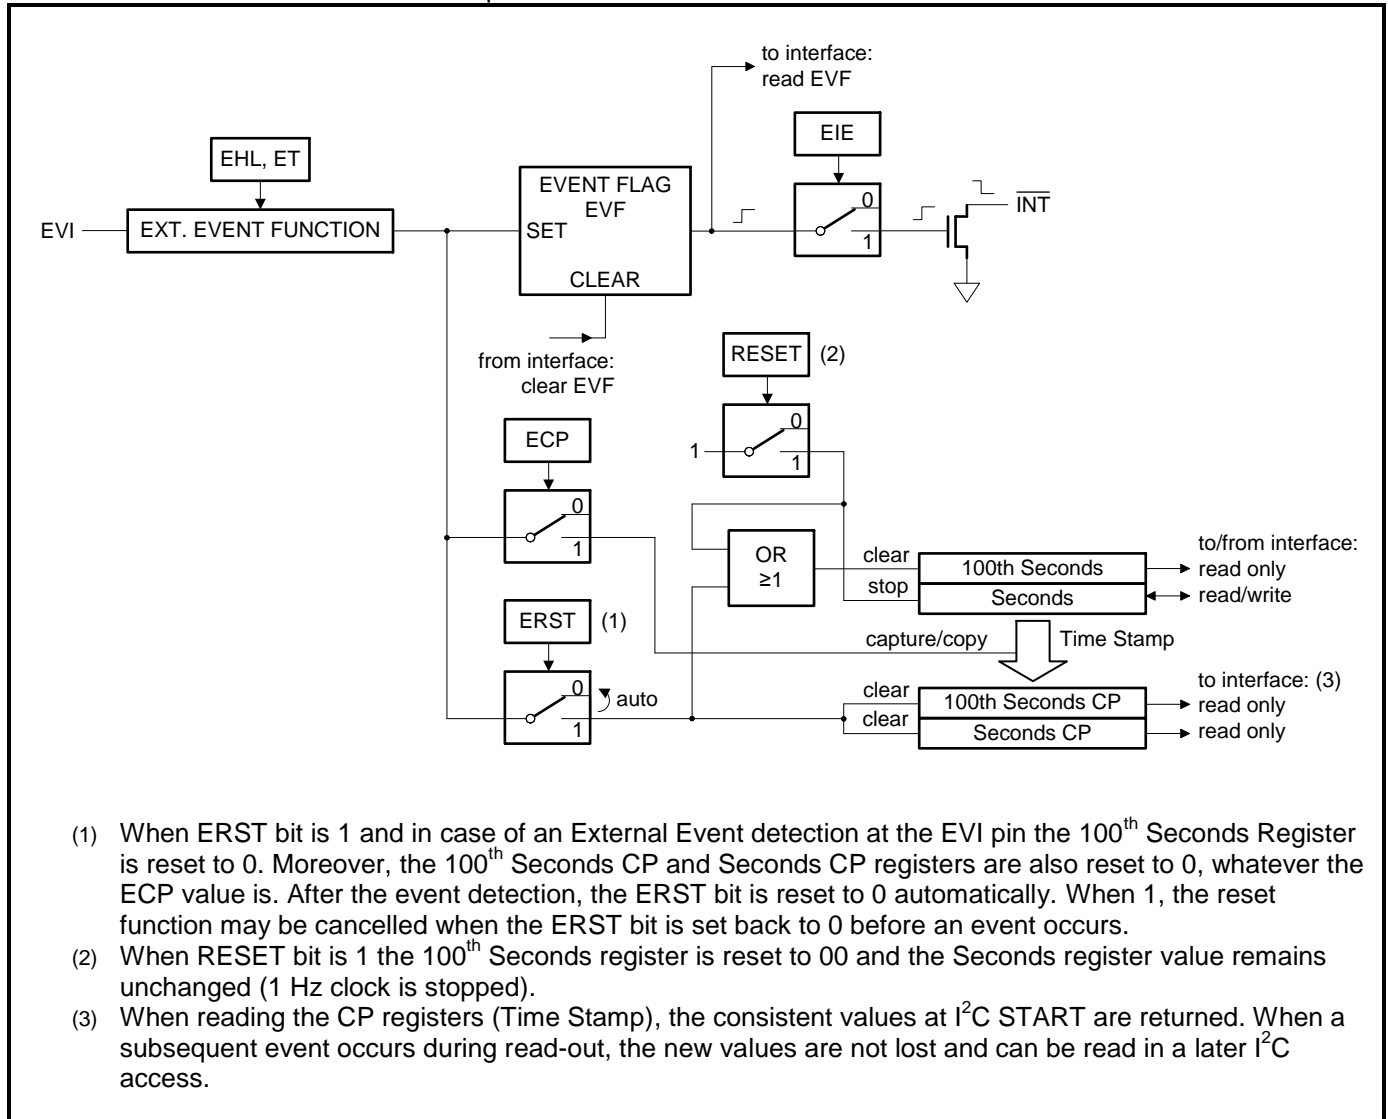 to interface:
read EVF
EIE
EHL, ET
EVENT FLAG
EVF
0
INT
EVI
EXT. EVENT FUNCTION
SET
1
CLEAR
from interface:
clear EVF
RESET (2)
0
1
1
ECP
0
1
OR
≥1
clear
stop
100th Seconds
Seconds
to/from interface:
read only
read/write
ERST (1)
capture/copy
Time Stamp
0
auto
1
clear
clear
100th Seconds CP
Seconds CP
to interface: (3)
read only
read only
(1) When ERST bit is 1 and in case of an External Event detection at the EVI pin the 100th Seconds Register
is reset to 0. Moreover, the 100th Seconds CP and Seconds CP registers are also reset to 0, whatever the
ECP value is. After the event detection, the ERST bit is reset to 0 automatically. When 1, the reset
function may be cancelled when the ERST bit is set back to 0 before an event occurs.
(2) When RESET bit is 1 the 100th Seconds register is reset to 00 and the Seconds register value remains
unchanged (1 Hz clock is stopped).
(3) When reading the CP registers (Time Stamp), the consistent values at I2C START are returned. When a
subsequent event occurs during read-out, the new values are not lost and can be read in a later I2C
access.